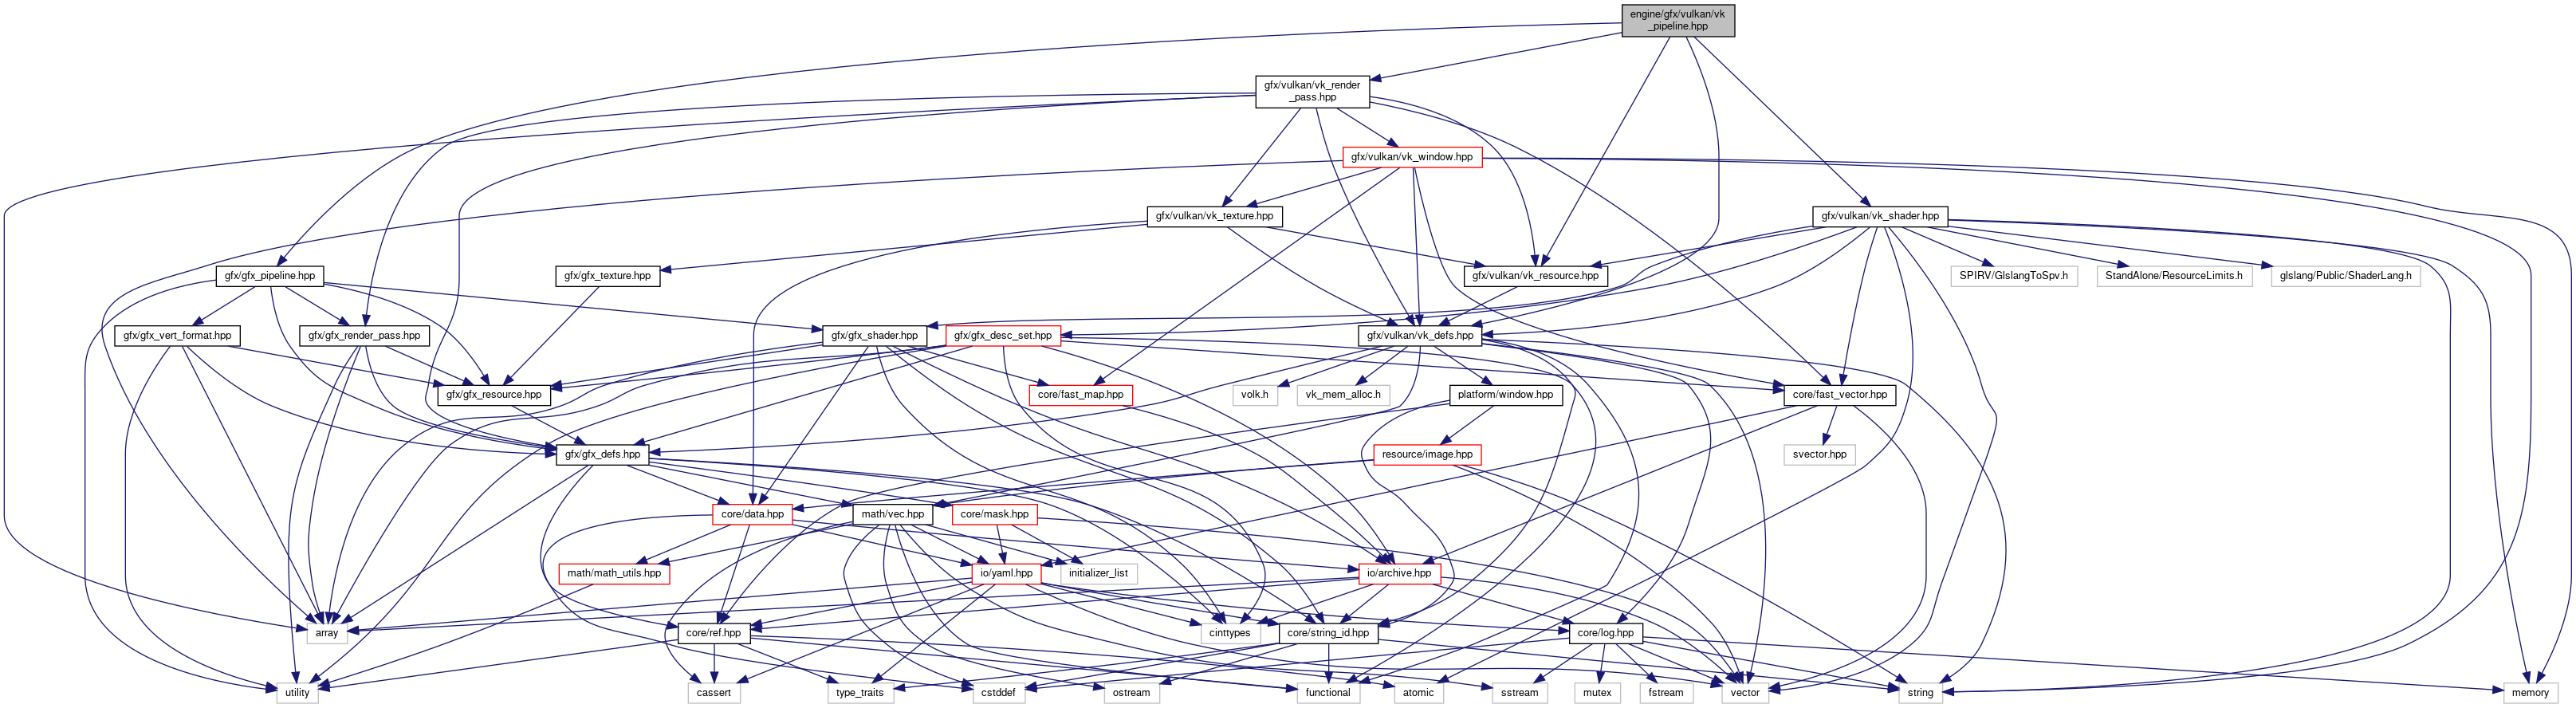 engine/gfx/vulkan/vk
_pipeline.hpp
gfx/vulkan/vk_render
_pass.hpp
gfx/vulkan/vk_window.hpp
gfx/vulkan/vk_texture.hpp
gfx/vulkan/vk_shader.hpp
gfx/gfx_pipeline.hpp
gfx/gfx_texture.hpp
gfx/vulkan/vk_resource.hpp
SPIRV/GlslangToSpv.h
StandAlone/ResourceLimits.h
glslang/Public/ShaderLang.h
gfx/gfx_vert_format.hpp
gfx/gfx_render_pass.hpp
gfx/gfx_shader.hpp
gfx/gfx_desc_set.hpp
gfx/vulkan/vk_defs.hpp
gfx/gfx_resource.hpp
core/fast_map.hpp
volk.h
vk_mem_alloc.h
platform/window.hpp
core/fast_vector.hpp
gfx/gfx_defs.hpp
resource/image.hpp
svector.hpp
core/data.hpp
math/vec.hpp
core/mask.hpp
math/math_utils.hpp
io/yaml.hpp
initializer_list
io/archive.hpp
array
core/ref.hpp
cinttypes
core/string_id.hpp
core/log.hpp
utility
cassert
type_traits
cstddef
ostream
functional
atomic
sstream
mutex
fstream
vector
string
memory